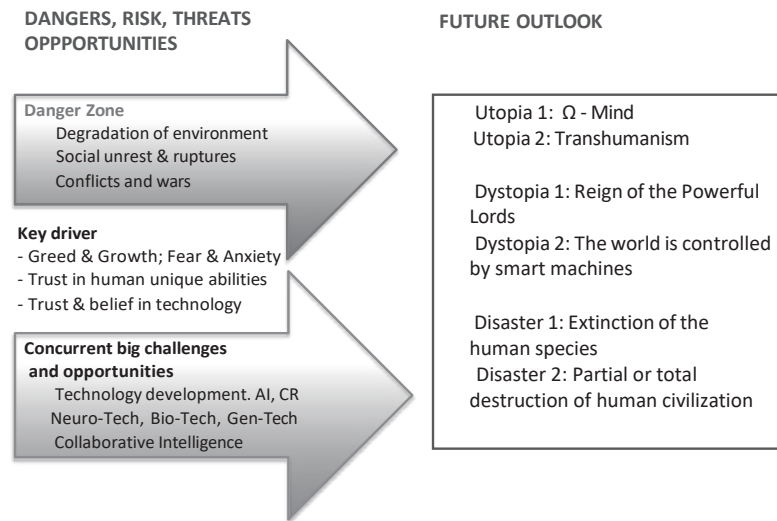 DANGERS, RISK, THREATS
OPPPORTUNITIES
Danger Zone
Degradation of environment
Social unrest & ruptures
Conflicts and wars
Key driver
- Greed & Growth; Fear & Anxiety
- Trust in human unique abilities
- Trust & belief in technology
Concurrent big challenges
and opportunities
Technology development. AI, CR
Neuro-Tech, Bio-Tech, Gen-Tech
Collaborative Intelligence
FUTURE OUTLOOK
Utopia 1: Ω - Mind
Utopia 2: Transhumanism
Dystopia 1: Reign of the Powerful
Lords
Dystopia 2: The world is controlled
by smart machines
Disaster 1: Extinction of the
human species
Disaster 2: Partial or total
destruction of human civilization